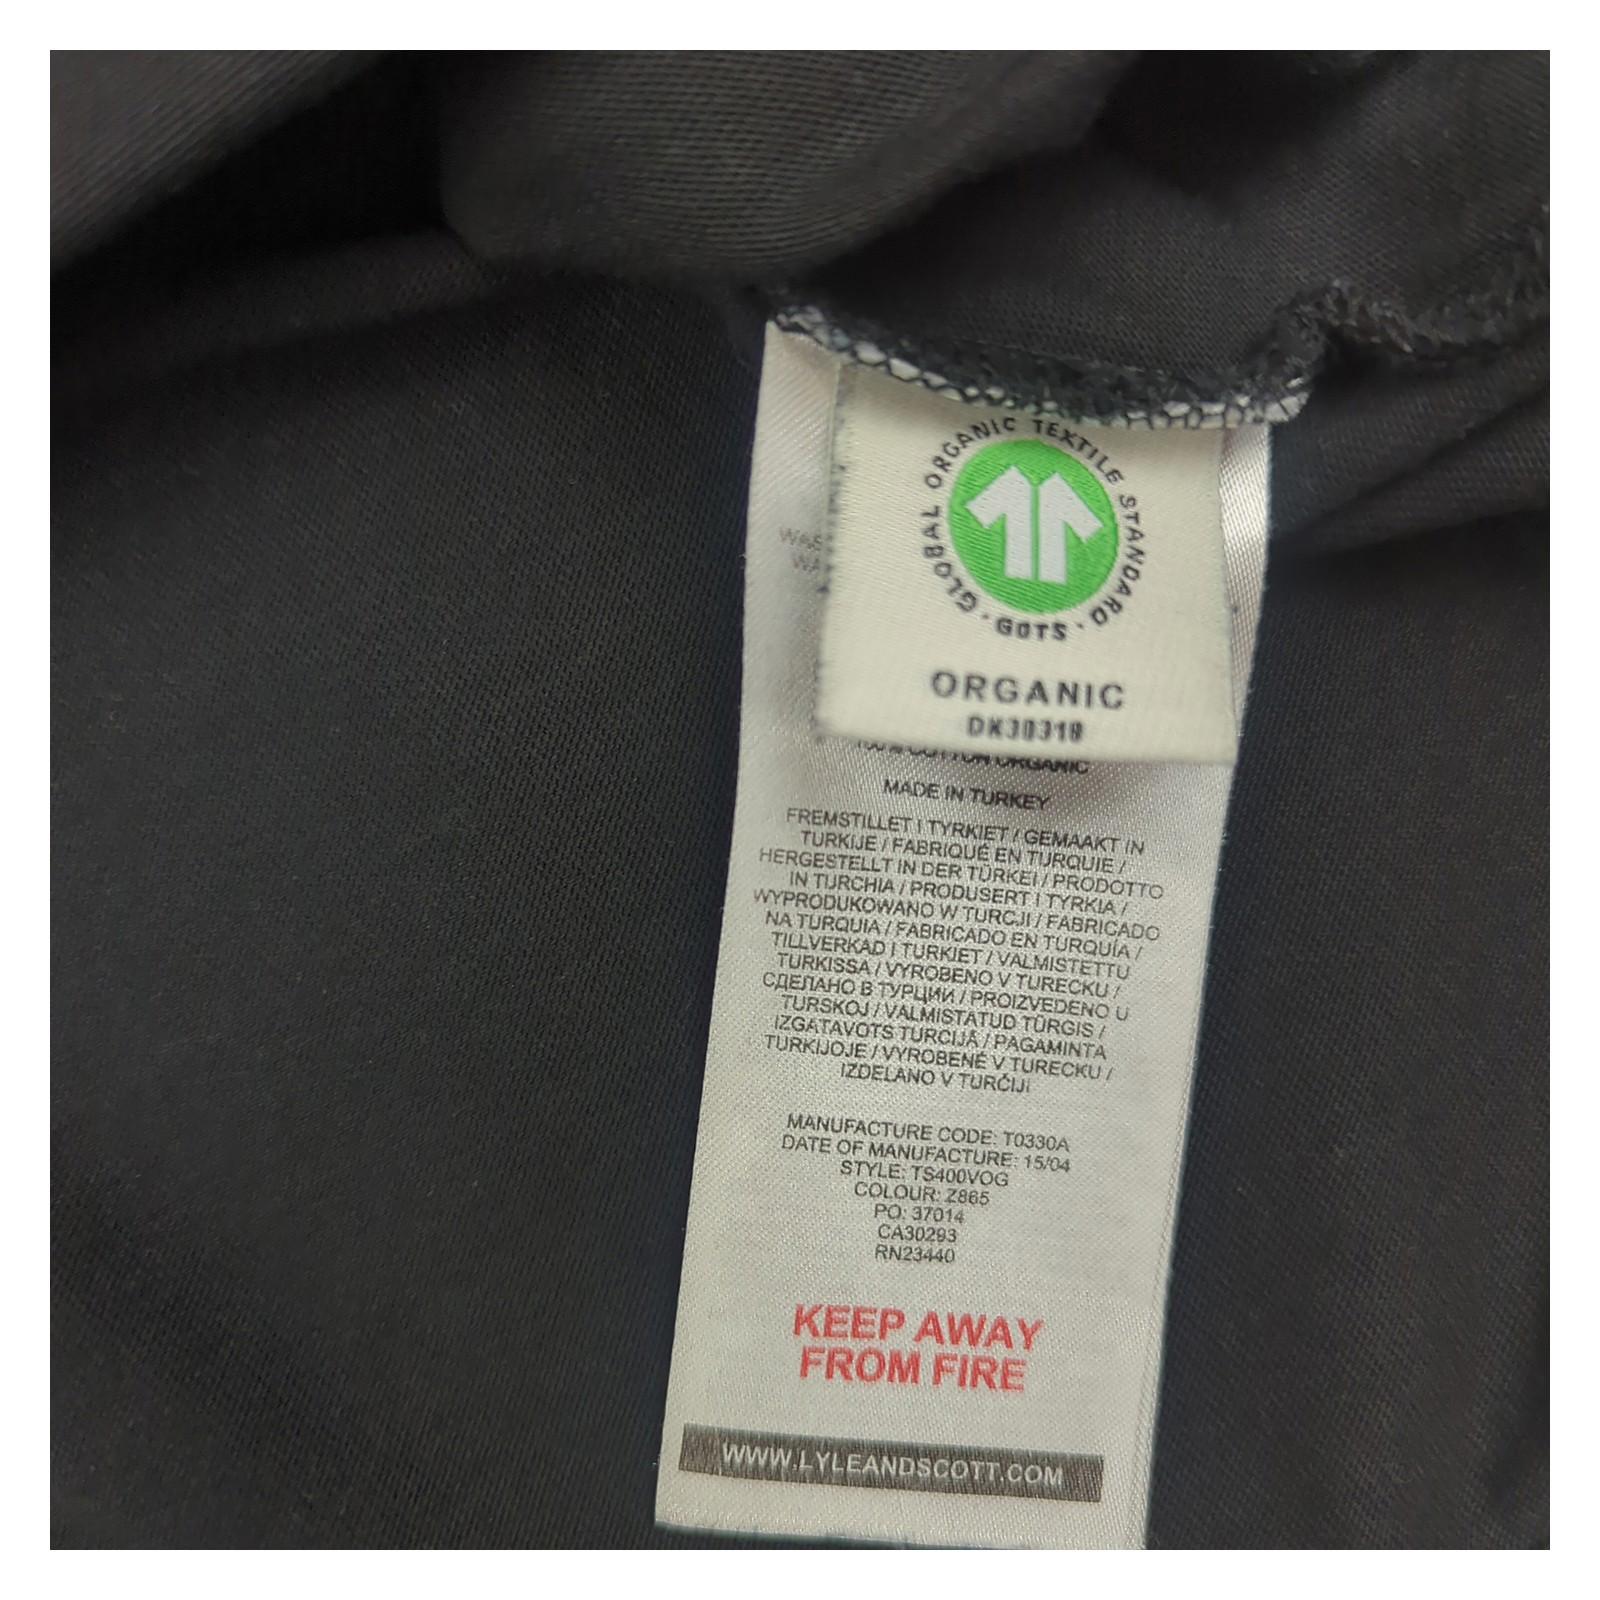 GLOBAL ORGANIC TEXTILE STANDARD · GOTS ·
ORGANIC
DK30318
COTTON ORGANIC
MADE IN TURKEY
FREMSTILLET I TYRKIET / GEMAAKT IN
TURKIJE / FABRIQUÉ EN TURQUIE /
HERGESTELLT IN DER TÜRKEI / PRODOTTO
IN TURCHIA / PRODUSERT I TYRKIA /
WYPRODUKOWANO W TURCJI / FABRICADO
NA TURQUIA / FABRICADO EN TURQUÍA /
TILLVERKAD I TURKIET / VALMISTETTU
TURKISSA / VYROBENO V TURECKU /
СДЕЛАНО В ТУРЦИИ / PROIZVEDENO U
TURSKOJ / VALMISTATUD TÜRGIS /
IZGATAVOTS TURCIJĀ / PAGAMINTA
TURKIJOJE / VYROBENÉ V TURECKU /
IZDELANO V TURČIJI
MANUFACTURE CODE: T0330A
DATE OF MANUFACTURE: 15/04
STYLE: TS400VOG
COLOUR: Z865
PO: 37014
CA30293
RN23440
KEEP AWAY
FROM FIRE
WWW.LYLEANDSCOTT.COM